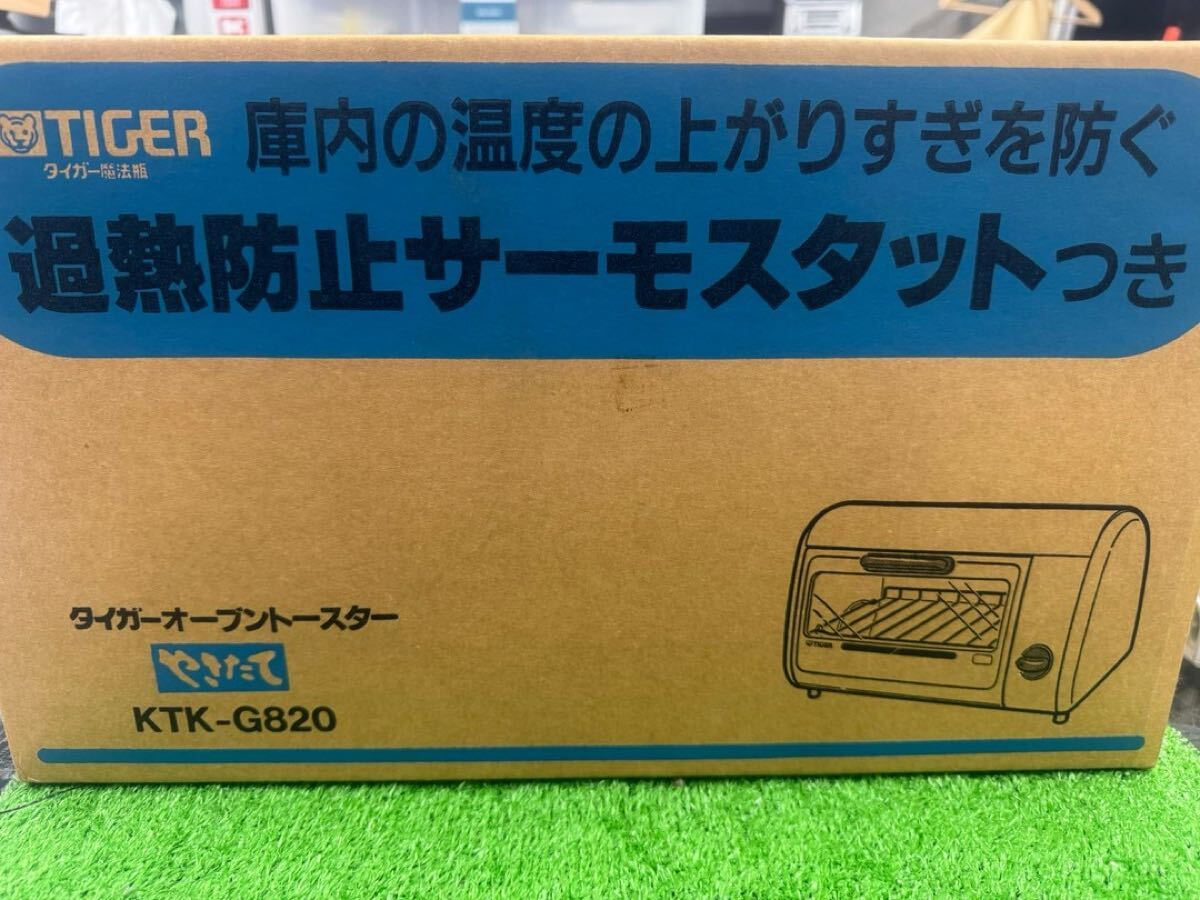 TIGER
タイガー魔法瓶
庫内の温度の上がりすぎを防ぐ
過熱防止サーモスタットつき
TIGER
タイガーオーブントースター
やきたて
KTK-G820